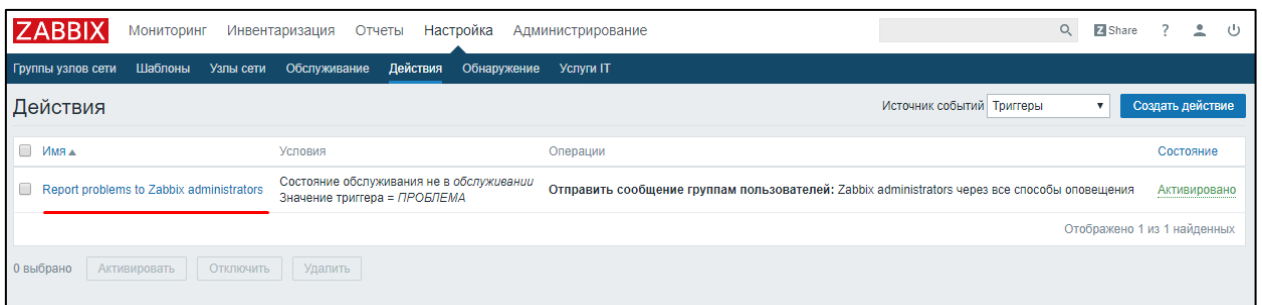 ZABBIX Мониторинг Инвентаризация Отчеты Настройка Администрирование Z Share ?
Группы узлов сети Шаблоны Узлы сети Обслуживание Действия Обнаружение Услуги IT
Действия Источник событий Триггеры Создать действие
Имя Условия Операции Состояние
Report problems to Zabbix administrators Состояние обслуживания не в обслуживании Отправить сообщение группам пользователей: Zabbix administrators через все способы оповещения Активировано
Значение триггера = ПРОБЛЕМА
Отображено 1 из 1 найденных
0 выбрано Активировать Отключить Удалить